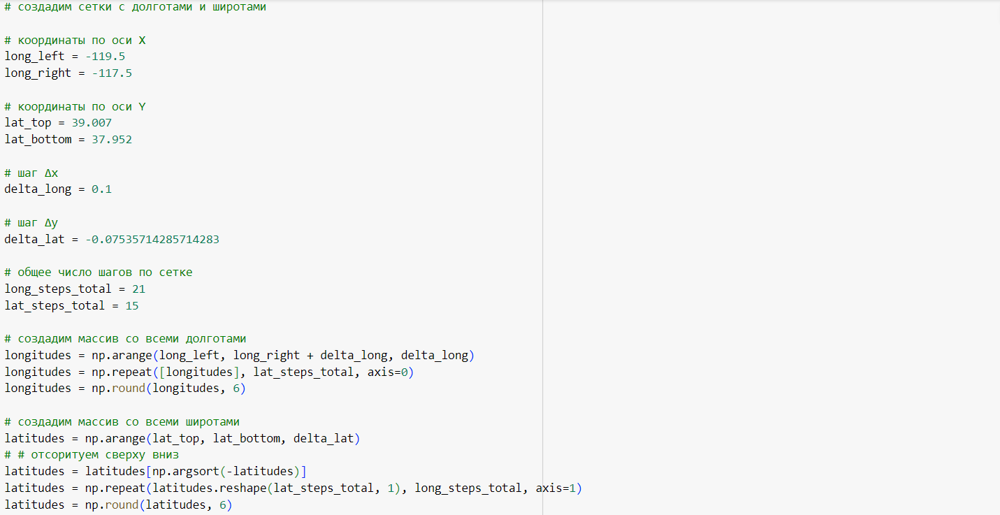 # создадим сетки с долготами и широтами
# координаты по оси X
long_left = -119.5
long_right = -117.5
# координаты по оси Y
lat_top = 39.007
lat_bottom = 37.952
# шаг Δx
delta_long = 0.1
# шаг Δy
delta_lat = -0.07535714285714283
# общее число шагов по сетке
long_steps_total = 21
lat_steps_total = 15
# создадим массив со всеми долготами
longitudes = np.arange(long_left, long_right + delta_long, delta_long)
longitudes = np.repeat([longitudes], lat_steps_total, axis=0)
longitudes = np.round(longitudes, 6)
# создадим массив со всеми широтами
latitudes = np.arange(lat_top, lat_bottom, delta_lat)
# # отсоритуем сверху вниз
latitudes = latitudes[np.argsort(-latitudes)]
latitudes = np.repeat(latitudes.reshape(lat_steps_total, 1), long_steps_total, axis=1)
latitudes = np.round(latitudes, 6)